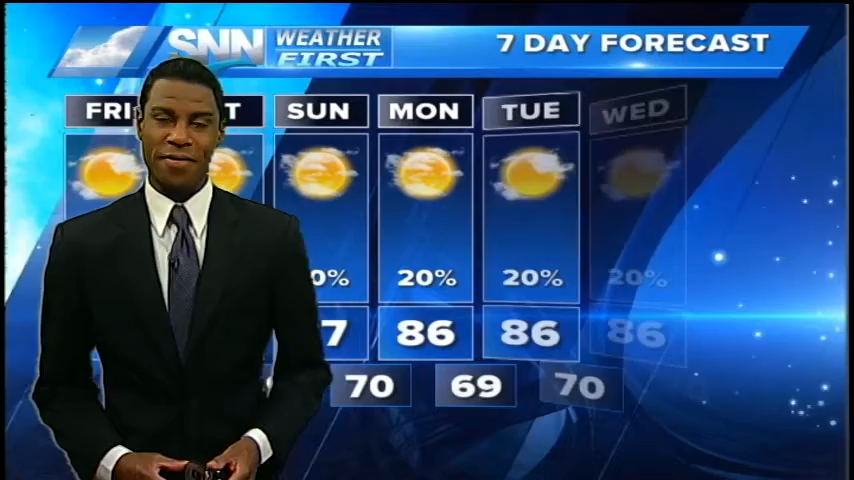 SNN WEATHER FIRST 7 DAY FORECAST
FRI SUN MON TUE WED
20% 20% 20%
86 86 86
70 69 70